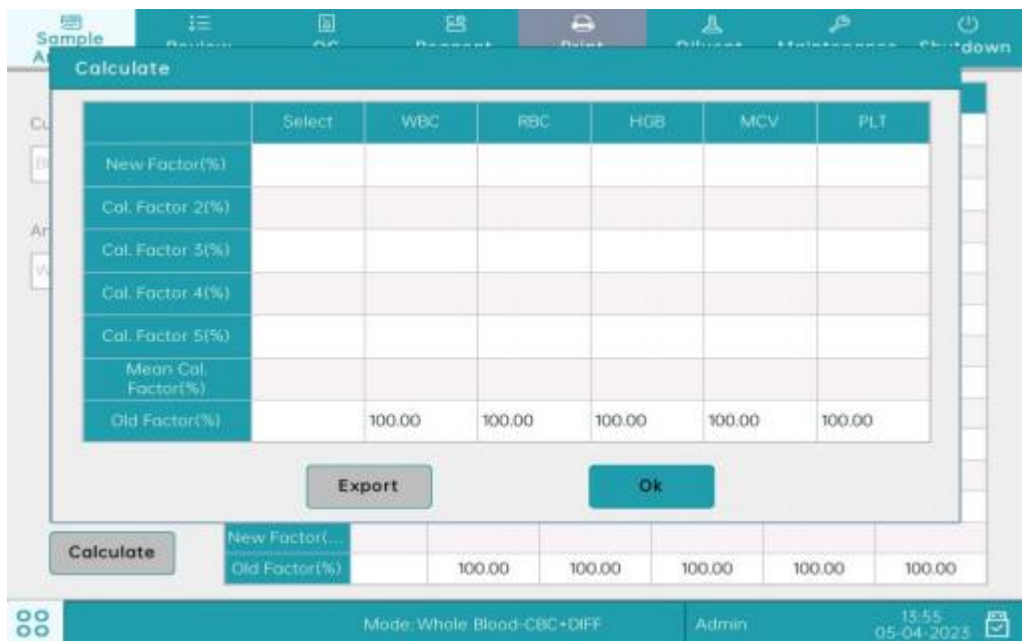 Sample
Shutdown
Calculate
Select WBC RBC HGB MCV PLT
New Factor(%)
Cal. Factor 2(%)
Cal. Factor 3(%)
Cal. Factor 4(%)
Cal. Factor 5(%)
Mean Cal.
Factor(%)
Old Factor(%) 100.00 100.00 100.00 100.00 100.00
Export Ok
New Factor(...
Calculate
Old Factor(%) 100.00 100.00 100.00 100.00 100.00
Mode: Whole Blood-CBC+DIFF Admin 13:55
05-04-2023